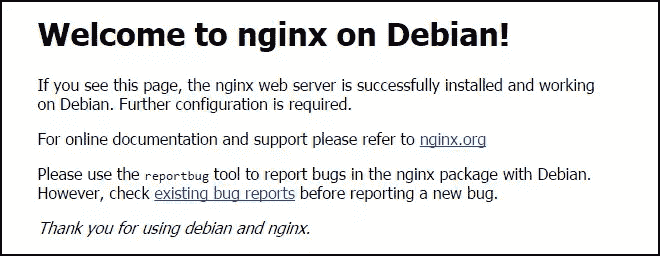 Welcome to nginx on Debian!
If you see this page, the nginx web server is successfully installed and working
on Debian. Further configuration is required.
For online documentation and support please refer to nginx.org
Please use the reportbug tool to report bugs in the nginx package with Debian.
However, check existing bug reports before reporting a new bug.
Thank you for using debian and nginx.